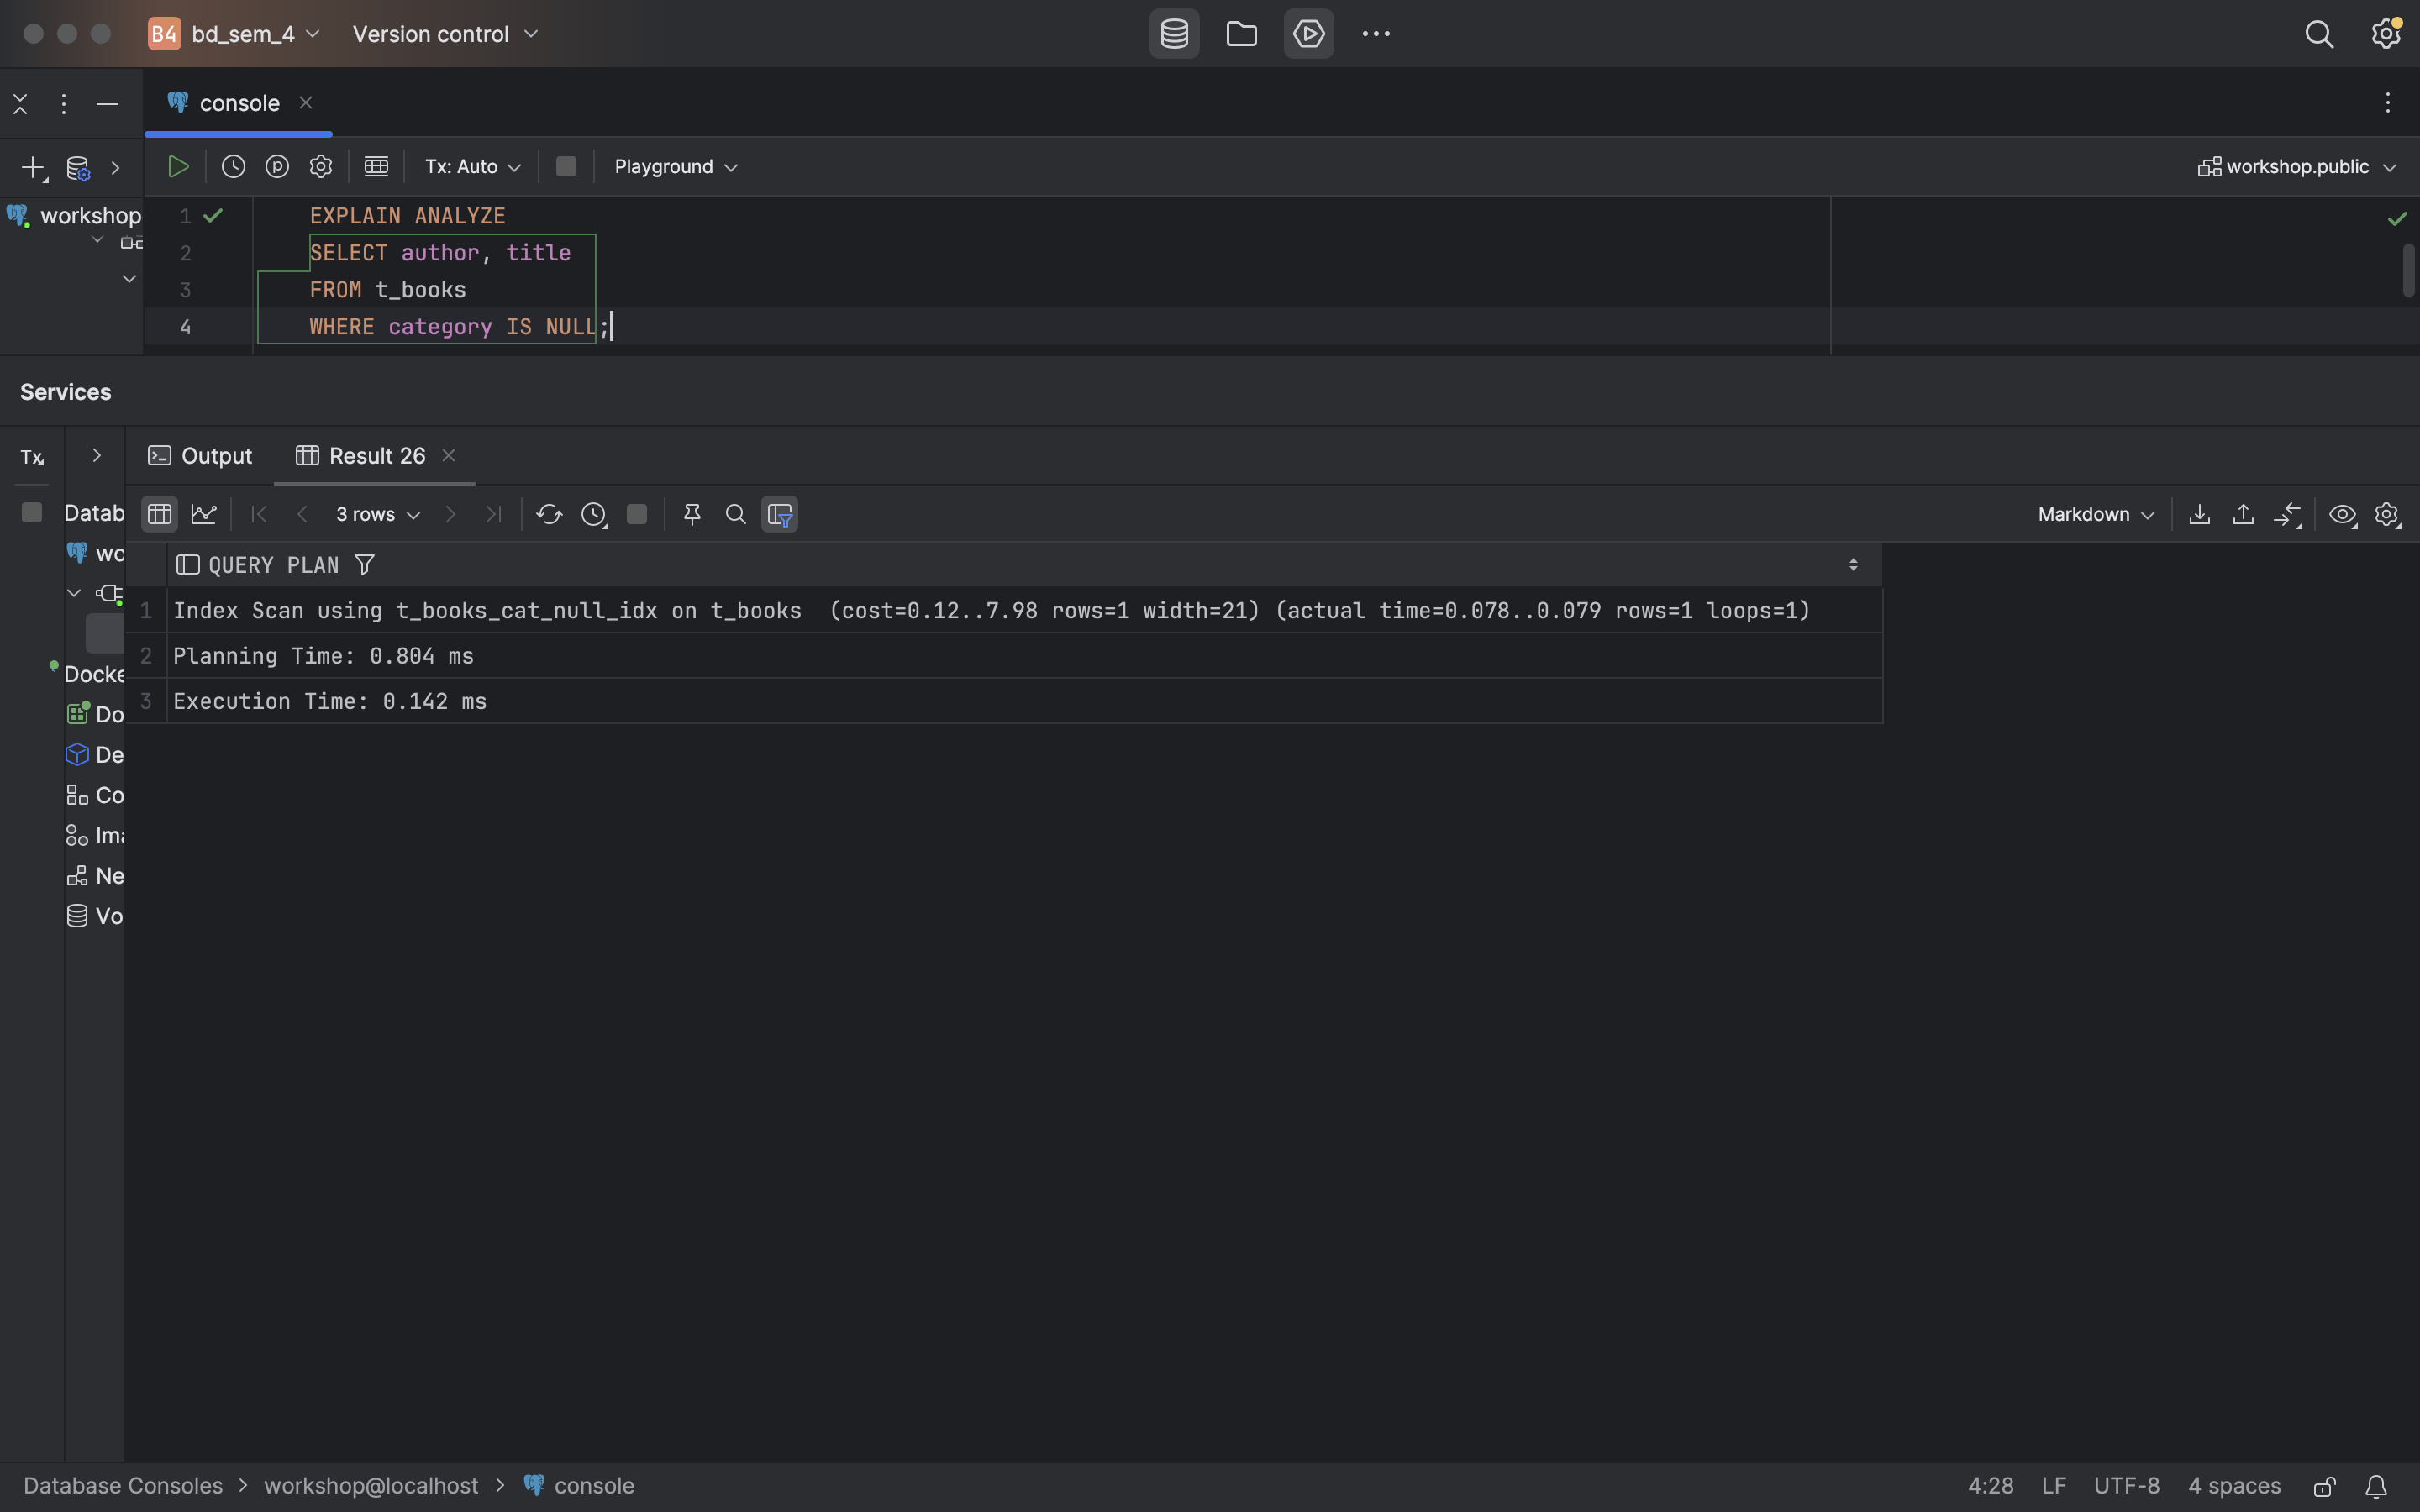 B4 bd_sem_4 Version control
console
Tx: Auto Playground workshop.public
workshop
1 EXPLAIN ANALYZE
2 SELECT author, title
3 FROM t_books
4 WHERE category IS NULL;
Services
Tx Output Result 26
Datab 3 rows Markdown
wo
QUERY PLAN
1 Index Scan using t_books_cat_null_idx on t_books  (cost=0.12..7.98 rows=1 width=21) (actual time=0.078..0.079 rows=1 loops=1)
2 Planning Time: 0.804 ms
3 Execution Time: 0.142 ms
Docke
Do
De
Co
Ima
Ne
Vo
Database Consoles > workshop@localhost > console 4:28 LF UTF-8 4 spaces